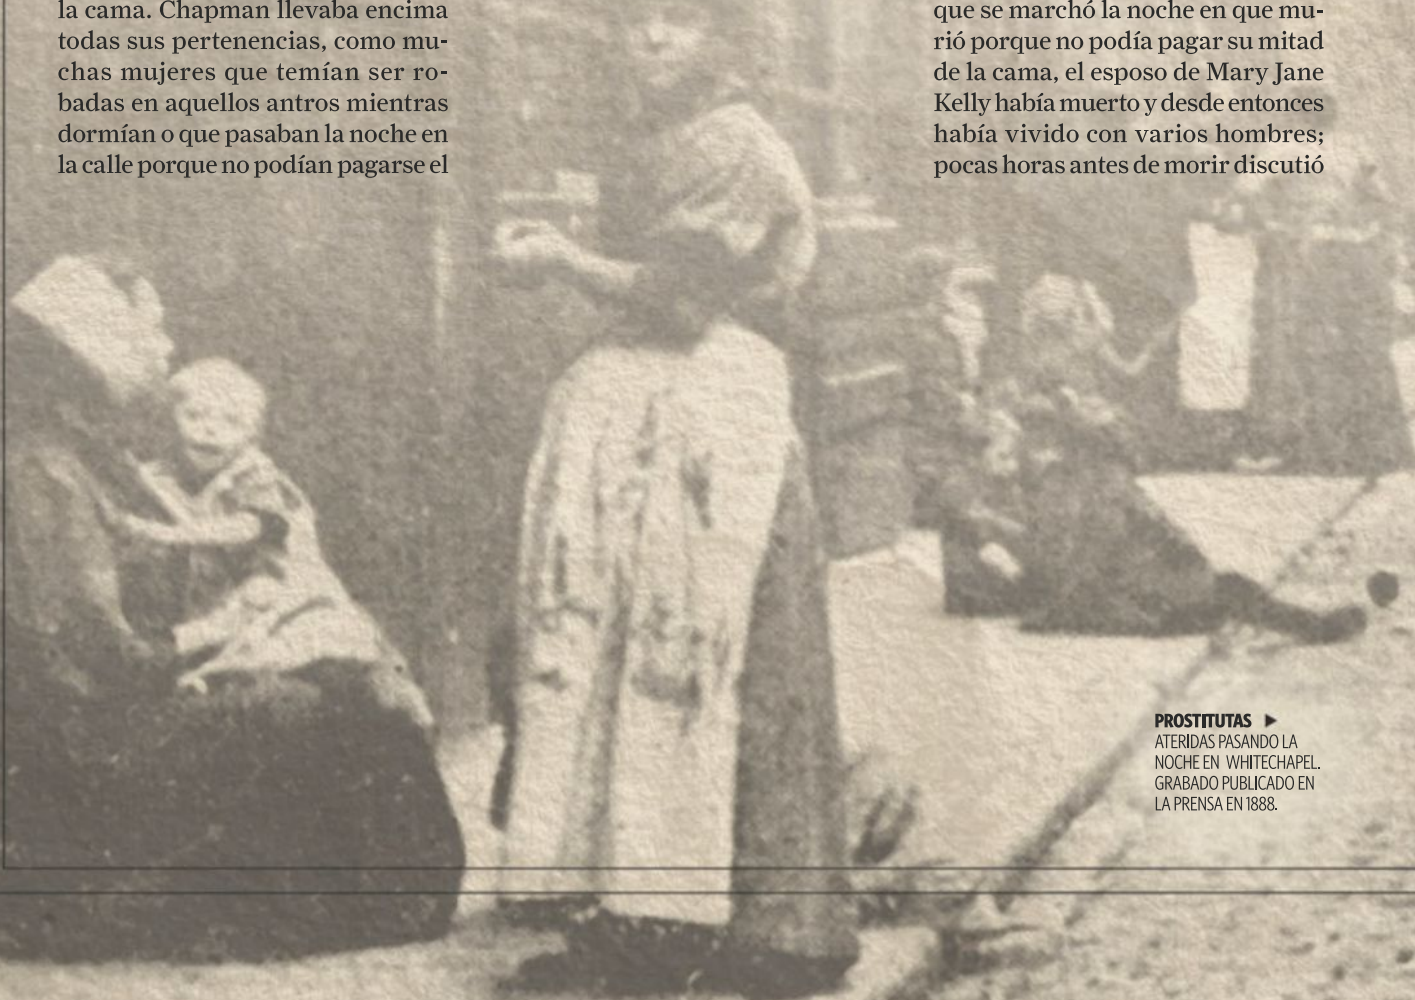 la cama. Chapman llevaba encima
todas sus pertenencias, como mu-
chas mujeres que temían ser ro-
badas en aquellos antros mientras
dormían o que pasaban la noche en
la calle porque no podían pagarse el
que se marchó la noche en que mu-
rió porque no podía pagar su mitad
de la cama, el esposo de Mary Jane
Kelly había muerto y desde entonces
había vivido con varios hombres;
pocas horas antes de morir discutió
PROSTITUTAS ►
ATERIDAS PASANDO LA
NOCHE EN WHITECHAPEL.
GRABADO PUBLICADO EN
LA PRENSA EN 1888.